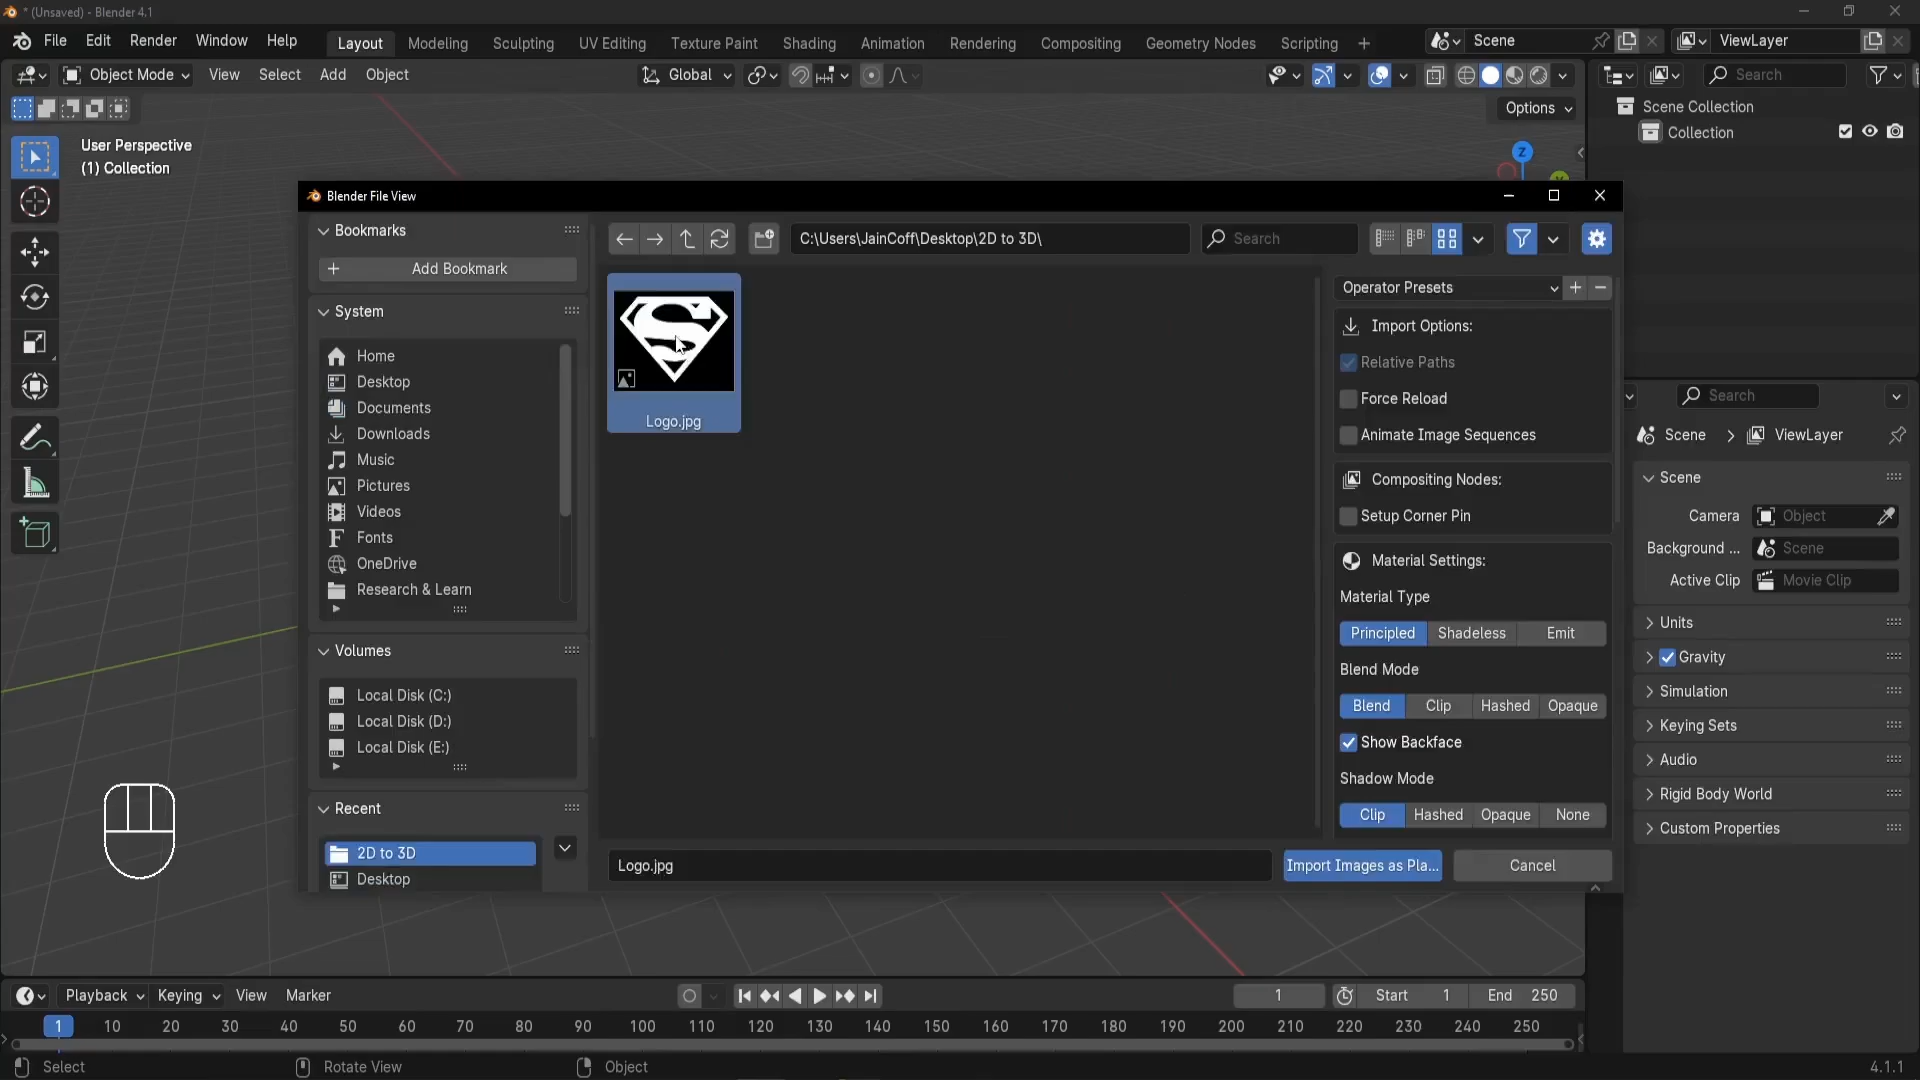 * (Unsaved) - Blender 4.1
File Edit Render Window Help Layout Modeling Sculpting UV Editing Texture Paint Shading Animation Rendering Compositing Geometry Nodes Scripting + Scene ViewLayer
Object Mode View Select Add Object Global Search
Options
User Perspective
(1) Collection
Z
Scene Collection
Collection
Blender File View
Bookmarks
Add Bookmark
System
Home
Desktop
Documents
Downloads
Music
Pictures
Videos
Fonts
OneDrive
Research & Learn
Volumes
Local Disk (C:)
Local Disk (D:)
Local Disk (E:)
Recent
2D to 3D
Desktop
C:\Users\JainCoff\Desktop\2D to 3D\ Search
S
Logo.jpg
Operator Presets
Import Options:
Relative Paths
Force Reload
Animate Image Sequences
Compositing Nodes:
Setup Corner Pin
Material Settings:
Material Type
Principled Shadeless Emit
Blend Mode
Blend Clip Hashed Opaque
Show Backface
Shadow Mode
Clip Hashed Opaque None
Logo.jpg Import Images as Pla... Cancel
Search
Scene ViewLayer
Scene
Camera Object
Background ... Scene
Active Clip Movie Clip
Units
Gravity
Simulation
Keying Sets
Audio
Rigid Body World
Custom Properties
Playback Keying View Marker 1 Start 1 End 250
1 10 20 30 40 50 60 70 80 90 100 110 120 130 140 150 160 170 180 190 200 210 220 230 240 250
Select Rotate View Object 4.1.1